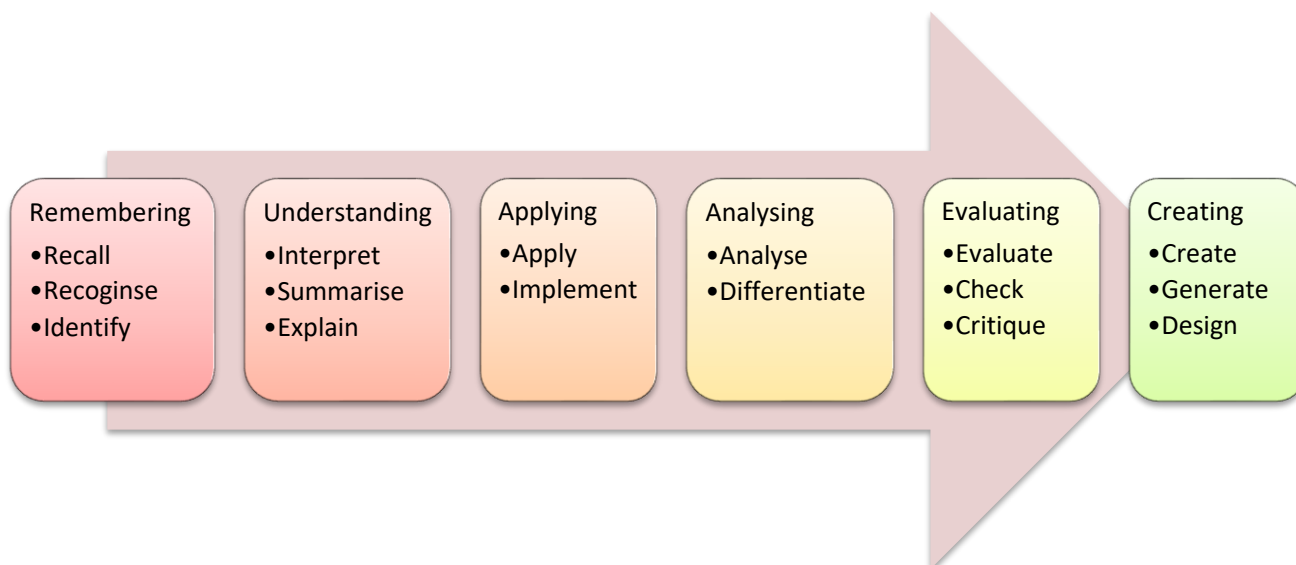 Remembering
•Recall
•Recoginse
•Identify
Understanding
•Interpret
•Summarise
•Explain
Applying
•Apply
•Implement
Analysing
•Analyse
•Differentiate
Evaluating
•Evaluate
•Check
•Critique
Creating
•Create
•Generate
•Design